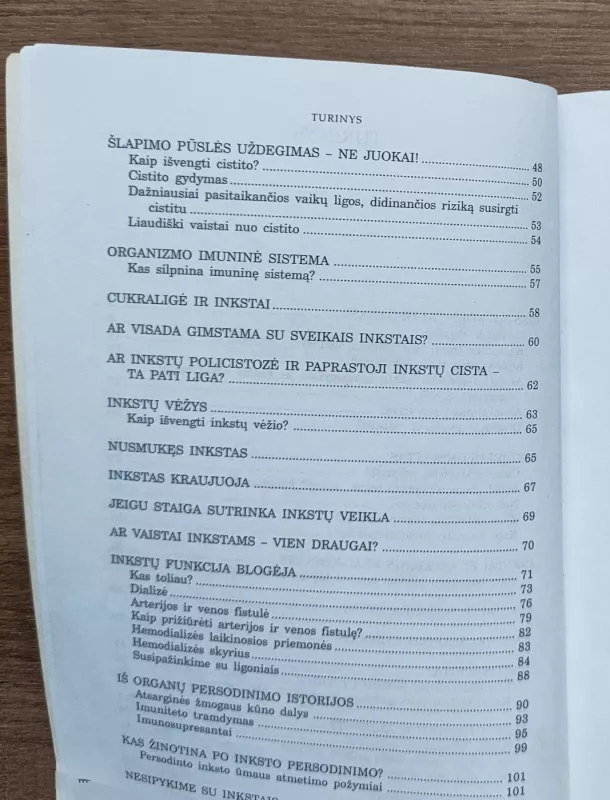 TURINYS
ŠLAPIMO PŪSLĖS UŽDEGIMAS – NE JUOKAI! 48
Kaip išvengti cistito? 50
Cistito gydymas 52
Dažniausiai pasitaikančios vaikų ligos, didinančios riziką susirgti
cistitu 53
Liaudiški vaistai nuo cistito 54
ORGANIZMO IMUNINĖ SISTEMA 55
Kas silpnina imuninę sistemą? 57
CUKRALIGĖ IR INKSTAI 58
AR VISADA GIMSTAMA SU SVEIKAIS INKSTAIS? 60
AR INKSTŲ POLICISTOZĖ IR PAPRASTOJI INKSTŲ CISTA –
TA PATI LIGA? 62
INKSTŲ VĖŽYS 63
Kaip išvengti inkstų vėžio? 65
NUSMUKĘS INKSTAS 65
INKSTAS KRAUJUOJA 67
JEIGU STAIGA SUTRINKA INKSTŲ VEIKLA 69
AR VAISTAI INKSTAMS – VIEN DRAUGAI? 70
INKSTŲ FUNKCIJA BLOGĖJA 71
Kas toliau? 73
Dializė 76
Arterijos ir venos fistulė 79
Kaip prižiūrėti arterijos ir venos fistulę? 82
Hemodializės laikinosios priemonės 83
Hemodializės skyrius 84
Susipažinkime su ligoniais 88
IŠ ORGANŲ PERSODINIMO ISTORIJOS 90
Atsarginės žmogaus kūno dalys 93
Imuniteto tramdymas 95
Imunosupresantai 99
KAS ŽINOTINA PO INKSTO PERSODINIMO? 101
Persodinto inksto ūmaus atmetimo požymiai 101
NESIPYKIME SU INKSTAIS